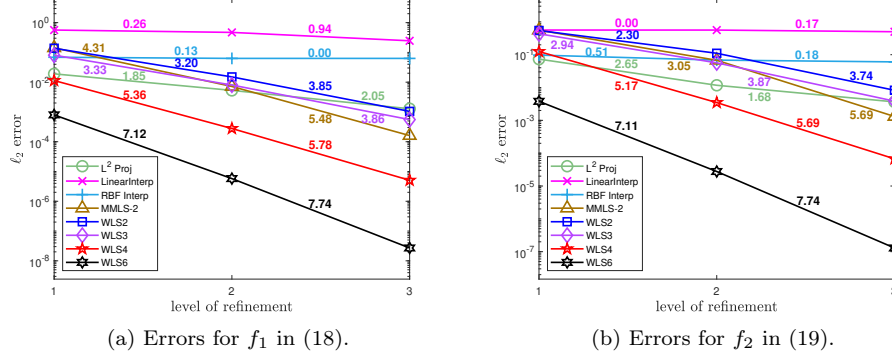 10^0
10^-2
10^-4
10^-6
10^-8
ℓ2 error
0.26
0.94
4.31
0.13
0.00
3.20
3.33
1.85
3.85
2.05
5.36
5.48
3.86
7.12
5.78
7.74
L^2 Proj
LinearInterp
RBF Interp
MMLS-2
WLS2
WLS3
WLS4
WLS6
1 2 3
level of refinement
(a) Errors for f1 in (18).
10^-1
10^-3
10^-5
10^-7
ℓ2 error
0.00
0.17
2.30
2.94
0.51
0.18
2.65
3.05
3.74
5.17
3.87
1.68
5.69
5.69
7.11
7.74
L^2 Proj
LinearInterp
RBF Interp
MMLS-2
WLS2
WLS3
WLS4
WLS6
1 2 3
level of refinement
(b) Errors for f2 in (19).